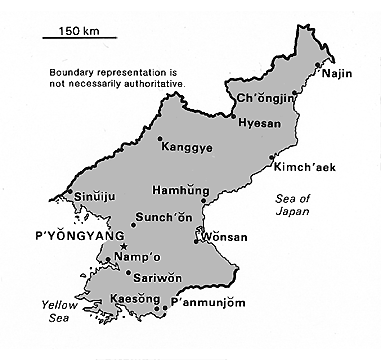 150 km
Boundary representation is
not necessarily authoritative.
Najin
Ch'ŏngjin
Hyesan
Kanggye
Kimch'aek
Sinŭiju
Hamhŭng
Sea of
Japan
Sunch'ŏn
P'YŎNGYANG
Wŏnsan
Namp'o
Sariwŏn
Kaesŏng
P'anmunjŏm
Yellow
Sea